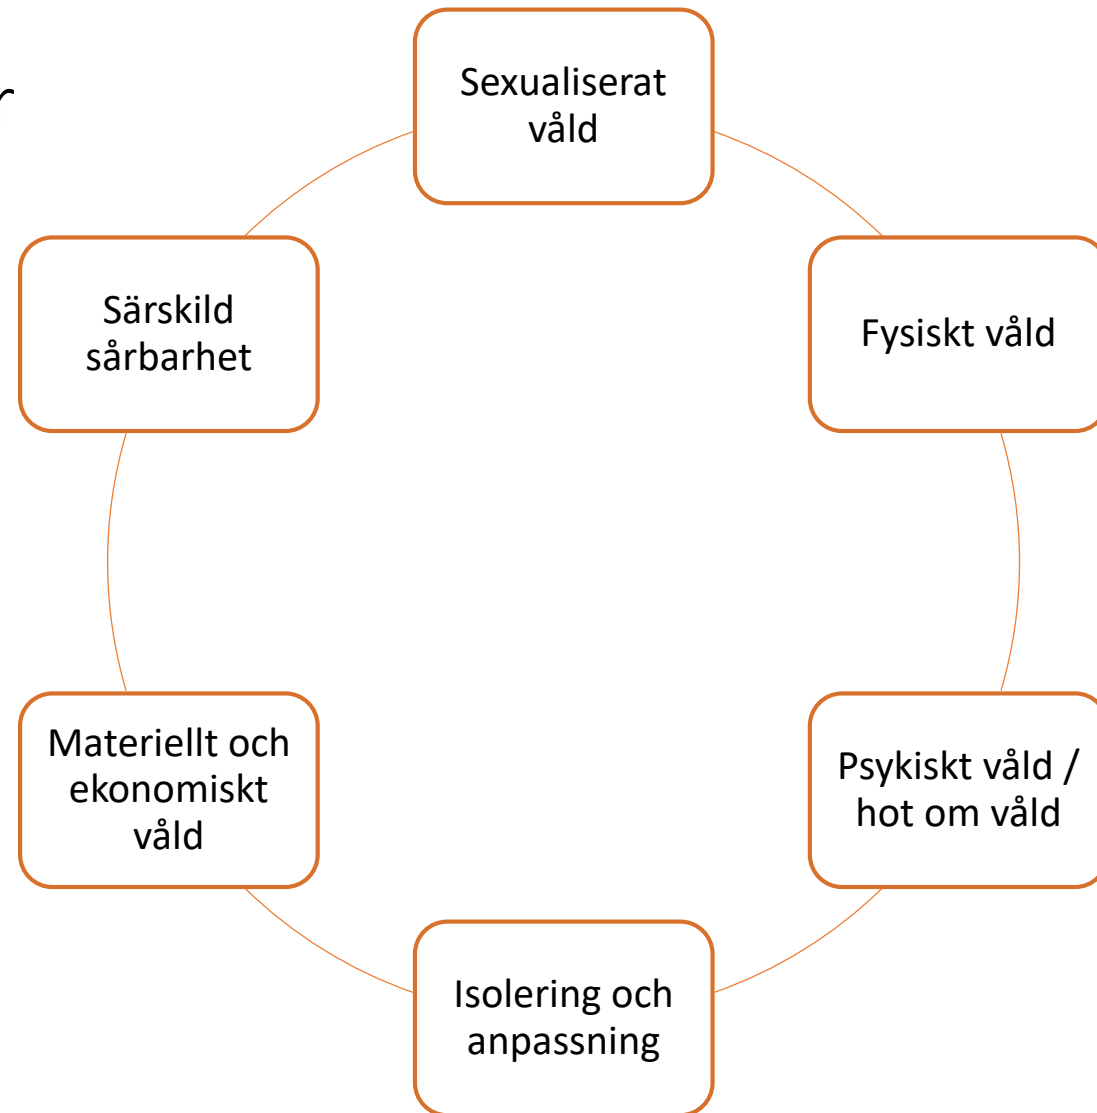 r
Sexualiserat
våld
Särskild
sårbarhet
Fysiskt våld
Materiellt och
ekonomiskt
våld
Psykiskt våld /
hot om våld
Isolering och
anpassning